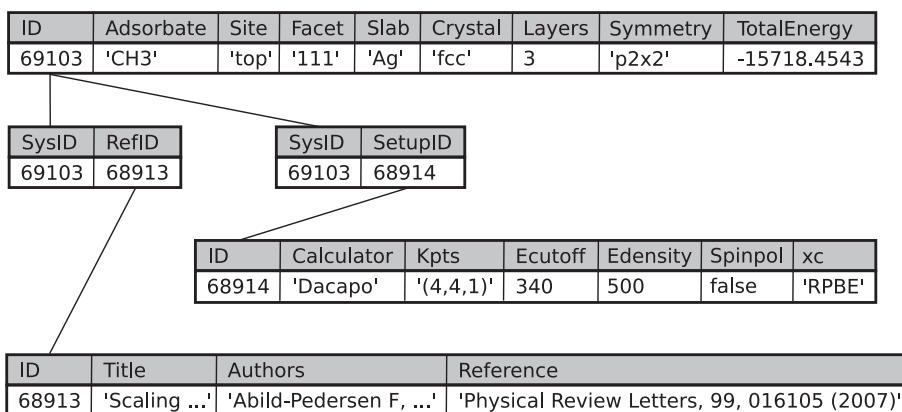 ID Adsorbate Site Facet Slab Crystal Layers Symmetry TotalEnergy
69103 'CH3' 'top' '111' 'Ag' 'fcc' 3 'p2x2' -15718.4543
SysID RefID SysID SetupID
69103 68913 69103 68914
ID Calculator Kpts Ecutoff Edensity Spinpol xc
68914 'Dacapo' '(4,4,1)' 340 500 false 'RPBE'
ID Title Authors Reference
68913 'Scaling ...' 'Abild-Pedersen F, ...' 'Physical Review Letters, 99, 016105 (2007)'